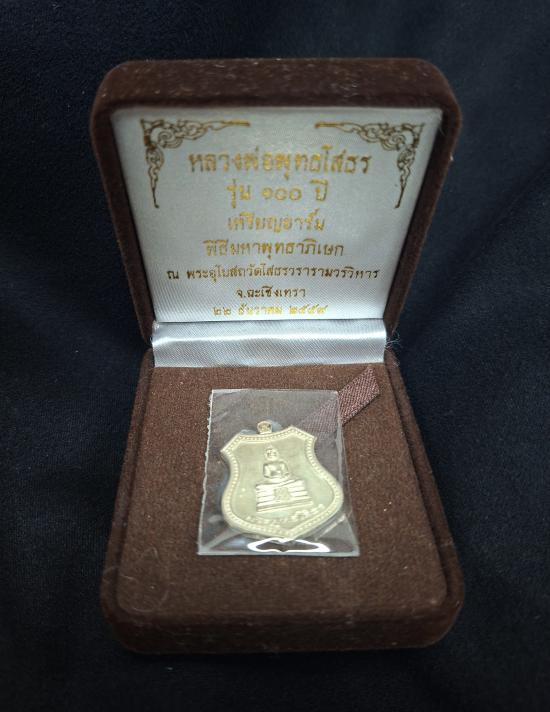 หลวงพ่อพุทธโสธร
รุ่น ๑๐๐ ปี
เหรียญอาร์ม
พิธีมหาพุทธาภิเษก
ณ พระอุโบสถวัดโสธรวรารามวรวิหาร
จ.ฉะเชิงเทรา
๒๒ ธันวาคม ๒๕๕๙